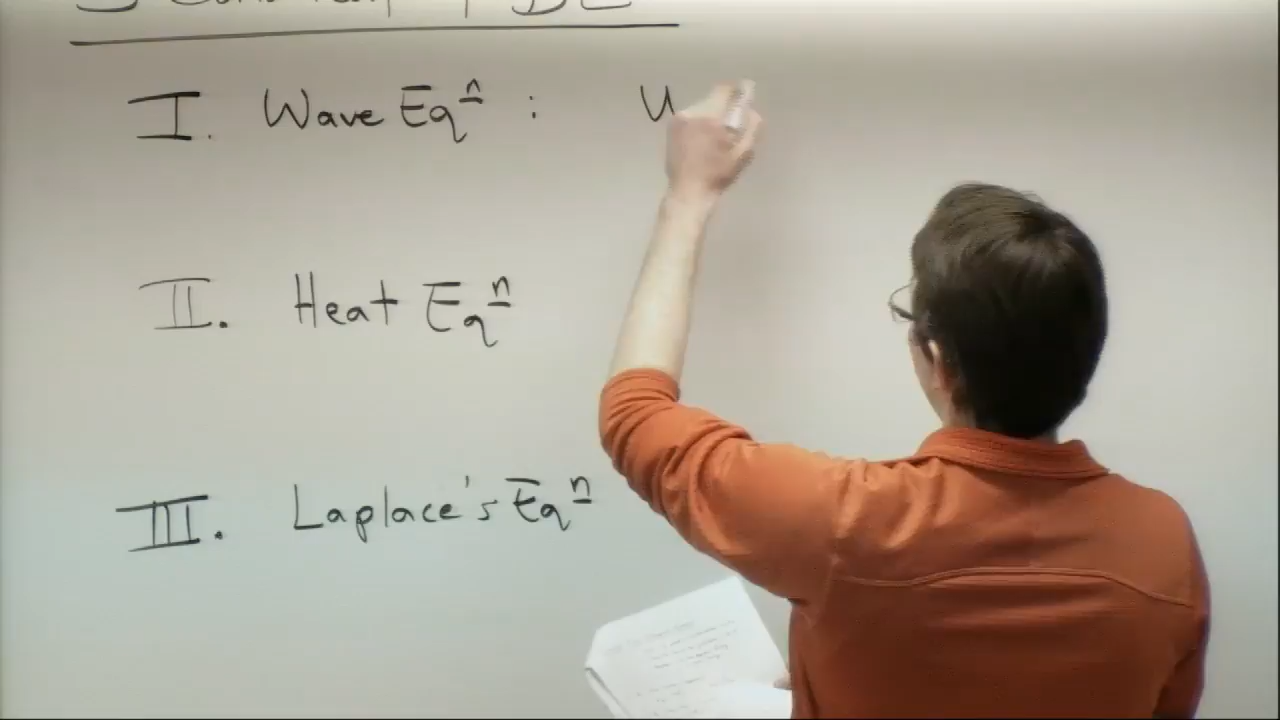 I. Wave Eqⁿ : U
II. Heat Eqⁿ
III. Laplace's Eqⁿ